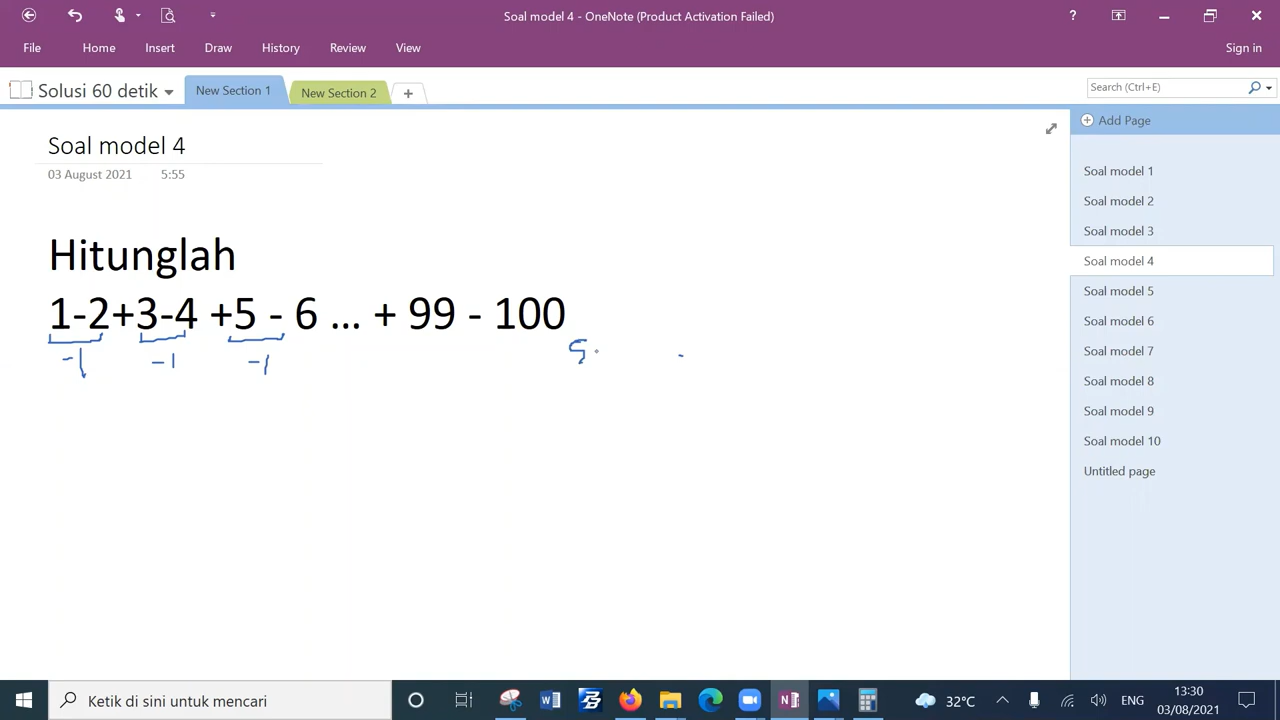 Soal model 4 - OneNote (Product Activation Failed)
?
File Home Insert Draw History Review View Sign in
Solusi 60 detik New Section 1 New Section 2 + Search (Ctrl+E)
Add Page
Soal model 4
03 August 2021 5:55
Hitunglah
1-2+3-4 +5 - 6 ... + 99 - 100
-1 -1 -1
Soal model 1
Soal model 2
Soal model 3
Soal model 4
Soal model 5
Soal model 6
Soal model 7
Soal model 8
Soal model 9
Soal model 10
Untitled page
Ketik di sini untuk mencari
32°C
ENG
13:30
03/08/2021